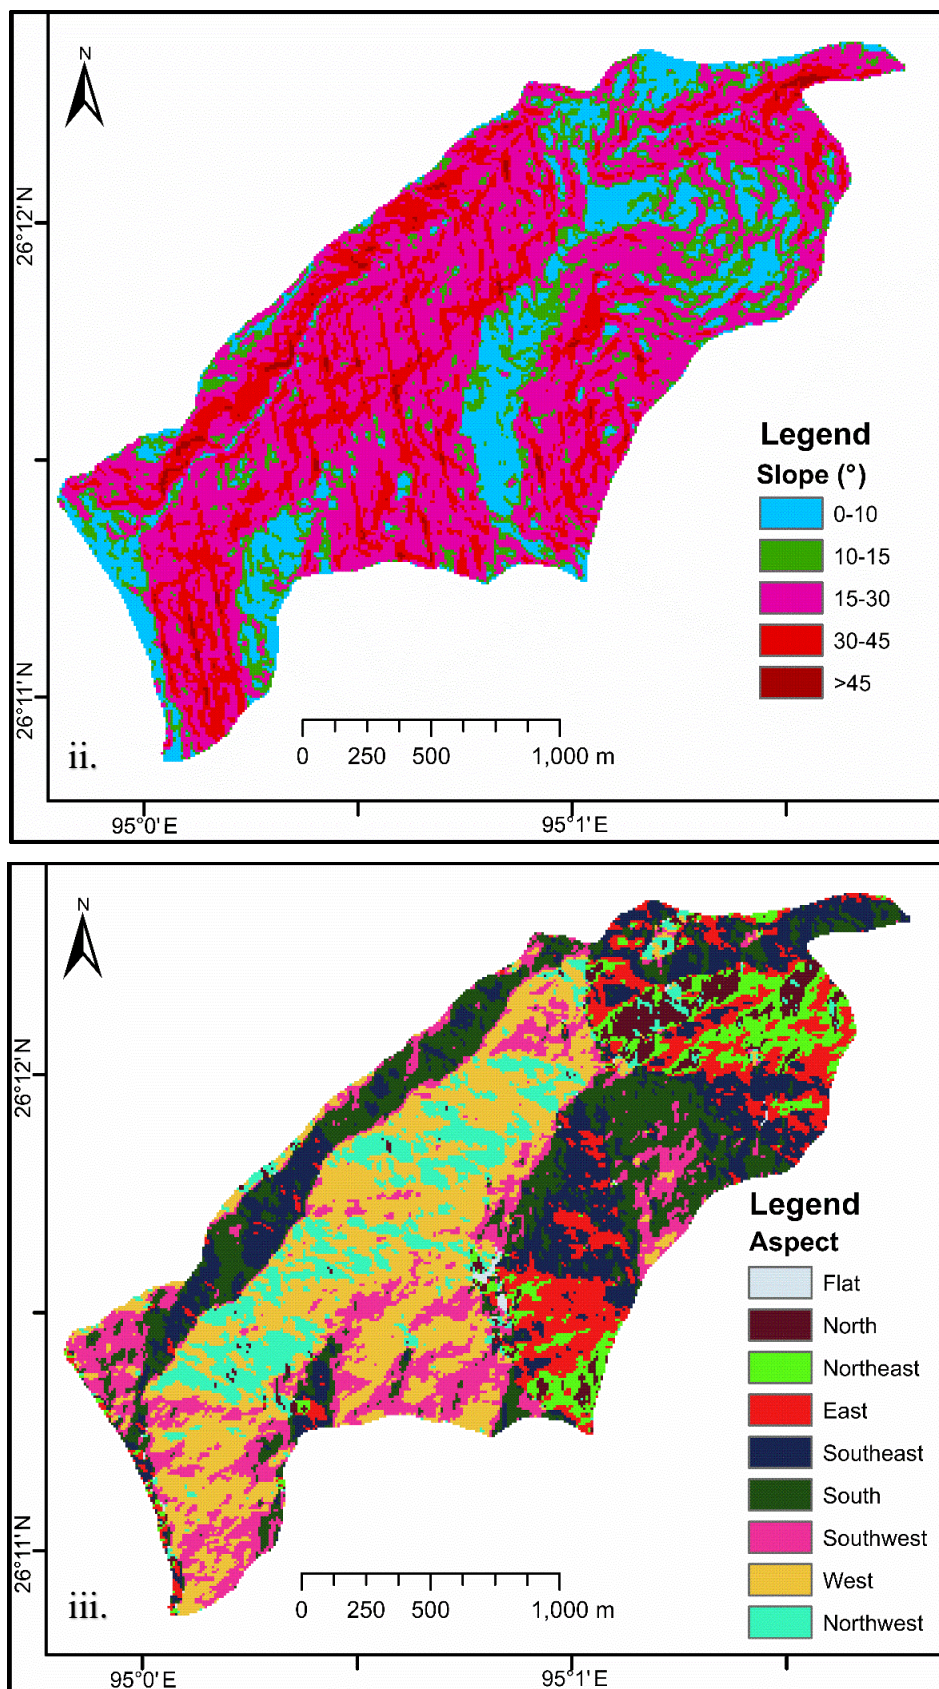 N
26°12' N
26°11' N
Legend
Slope (°)
0-10
10-15
15-30
30-45
>45
0 250 500 1,000 m
ii.
95°0' E 95°1' E
N
26°12' N
26°11' N
Legend
Aspect
Flat
North
Northeast
East
Southeast
South
Southwest
West
Northwest
0 250 500 1,000 m
iii.
95°0' E 95°1' E